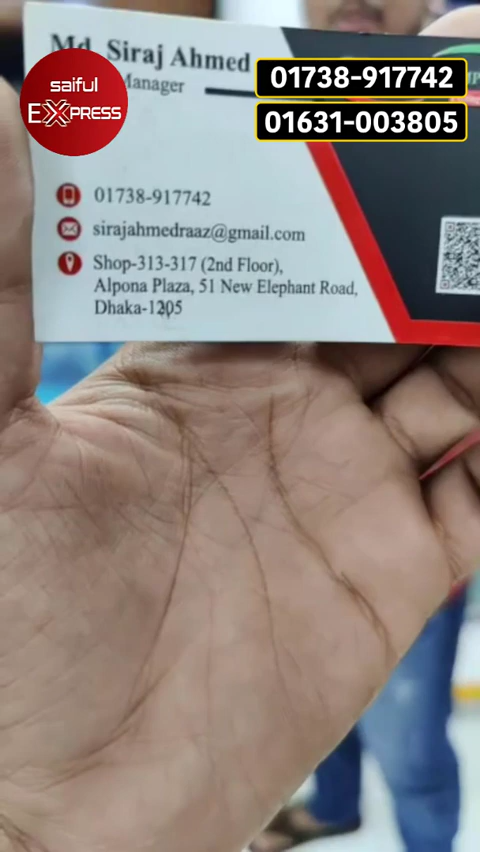 Md. Siraj Ahmed
Manager
saiful
EXPRESS
01738-917742
01631-003805
01738-917742
sirajahmedraaz@gmail.com
Shop-313-317 (2nd Floor),
Alpona Plaza, 51 New Elephant Road,
Dhaka-1205